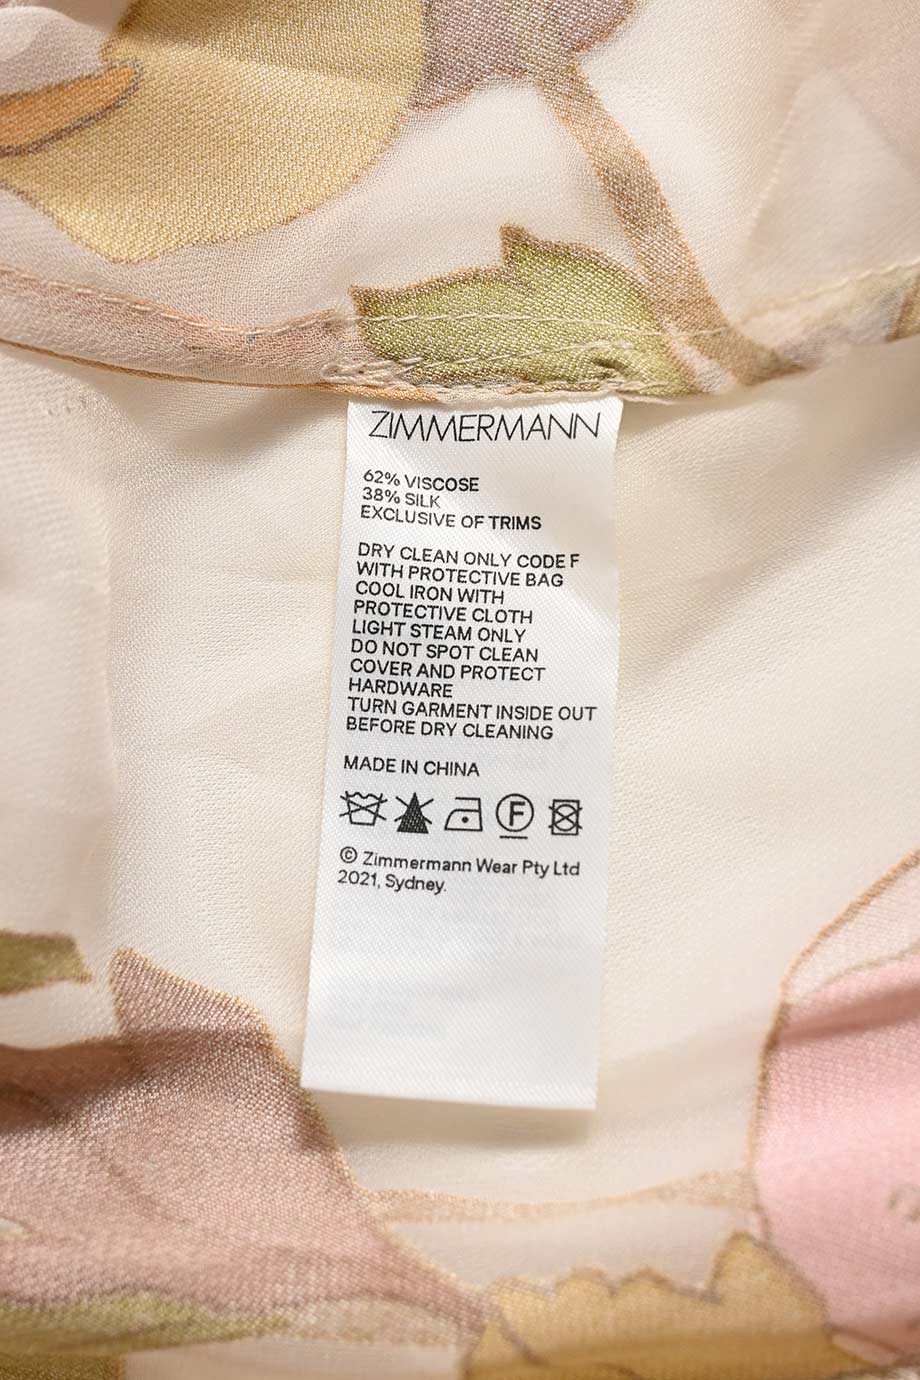 ZIMMERMANN
62% VISCOSE
38% SILK
EXCLUSIVE OF TRIMS
DRY CLEAN ONLY CODE F
WITH PROTECTIVE BAG
COOL IRON WITH
PROTECTIVE CLOTH
LIGHT STEAM ONLY
DO NOT SPOT CLEAN
COVER AND PROTECT
HARDWARE
TURN GARMENT INSIDE OUT
BEFORE DRY CLEANING
MADE IN CHINA
F
© Zimmermann Wear Pty Ltd
2021, Sydney.